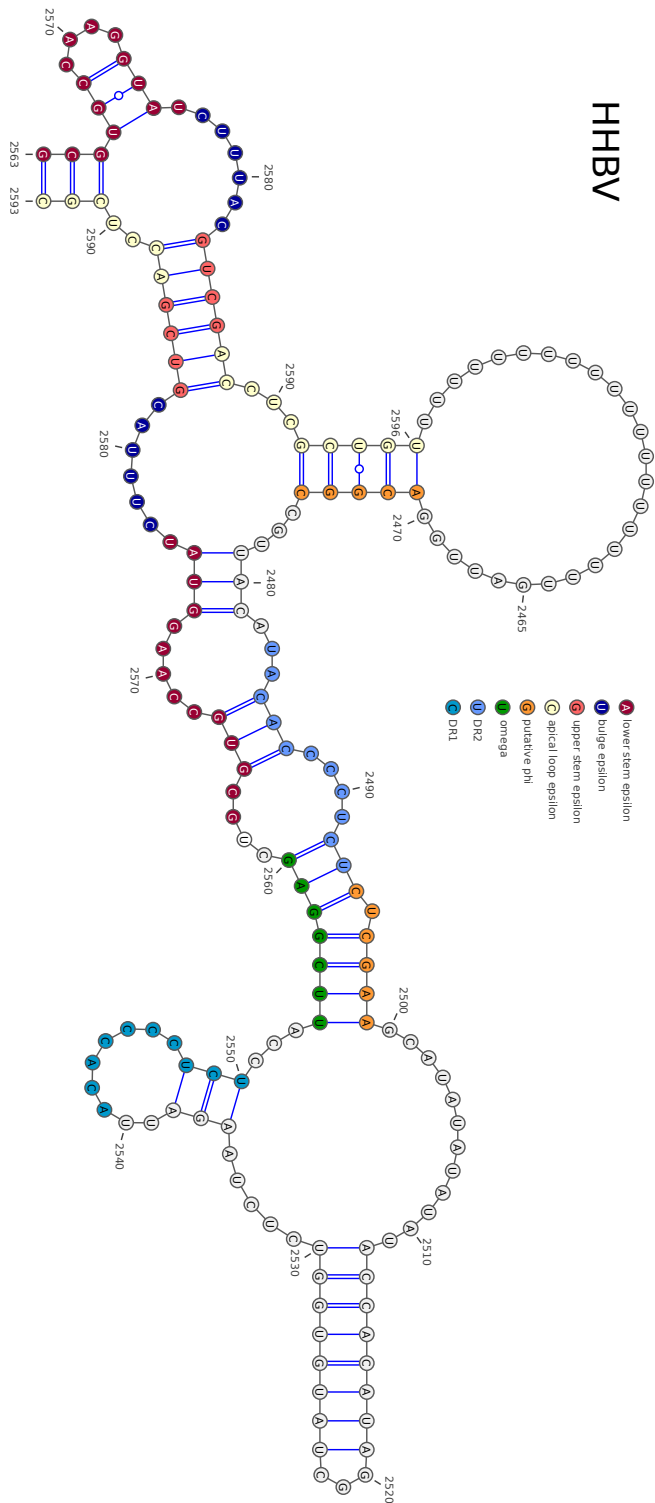 HHBV
A lower stem epsilon
U bulge epsilon
G upper stem epsilon
C apical loop epsilon
G putative phi
U omega
U DR2
C DR1
2570
2563
2593
2580
2590
2590
2580
2596
2470
2465
2480
2570
2490
2560
2500
2550
2540
2510
2530
2520